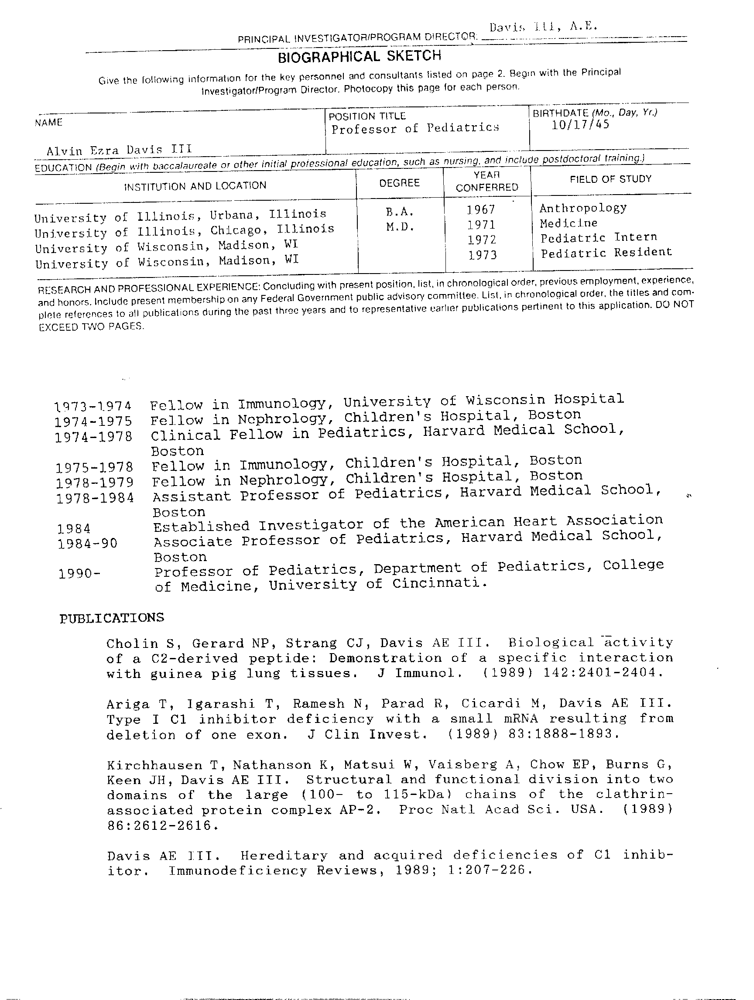 Davis III, A.E.
PRINCIPAL INVESTIGATOR/PROGRAM DIRECTOR:
BIOGRAPHICAL SKETCH
Give the following information for the key personnel and consultants listed on page 2. Begin with the Principal
Investigator/Program Director. Photocopy this page for each person.
NAME
POSITION TITLE
BIRTHDATE (Mo., Day, Yr.)
Alvin Ezra Davis III
Professor of Pediatrics
10/17/45
EDUCATION (Begin with baccalaureate or other initial professional education, such as nursing, and include postdoctoral training.)
INSTITUTION AND LOCATION DEGREE YEAR CONFERRED FIELD OF STUDY
University of Illinois, Urbana, Illinois B.A. 1967 Anthropology
University of Illinois, Chicago, Illinois M.D. 1971 Medicine
University of Wisconsin, Madison, WI 1972 Pediatric Intern
University of Wisconsin, Madison, WI 1973 Pediatric Resident
RESEARCH AND PROFESSIONAL EXPERIENCE: Concluding with present position, list, in chronological order, previous employment, experience,
and honors. Include present membership on any Federal Government public advisory committee. List, in chronological order, the titles and com-
plete references to all publications during the past three years and to representative earlier publications pertinent to this application. DO NOT
EXCEED TWO PAGES.
1973-1974 Fellow in Immunology, University of Wisconsin Hospital
1974-1975 Fellow in Nephrology, Children's Hospital, Boston
1974-1978 Clinical Fellow in Pediatrics, Harvard Medical School,
Boston
1975-1978 Fellow in Immunology, Children's Hospital, Boston
1978-1979 Fellow in Nephrology, Children's Hospital, Boston
1978-1984 Assistant Professor of Pediatrics, Harvard Medical School,
Boston
1984 Established Investigator of the American Heart Association
1984-90 Associate Professor of Pediatrics, Harvard Medical School,
Boston
1990- Professor of Pediatrics, Department of Pediatrics, College
of Medicine, University of Cincinnati.
PUBLICATIONS
Cholin S, Gerard NP, Strang CJ, Davis AE III. Biological activity
of a C2-derived peptide: Demonstration of a specific interaction
with guinea pig lung tissues. J Immunol. (1989) 142:2401-2404.
Ariga T, Igarashi T, Ramesh N, Parad R, Cicardi M, Davis AE III.
Type I C1 inhibitor deficiency with a small mRNA resulting from
deletion of one exon. J Clin Invest. (1989) 83:1888-1893.
Kirchhausen T, Nathanson K, Matsui W, Vaisberg A, Chow EP, Burns G,
Keen JH, Davis AE III. Structural and functional division into two
domains of the large (100- to 115-kDa) chains of the clathrin-
associated protein complex AP-2. Proc Natl Acad Sci. USA. (1989)
86:2612-2616.
Davis AE III. Hereditary and acquired deficiencies of C1 inhib-
itor. Immunodeficiency Reviews, 1989; 1:207-226.